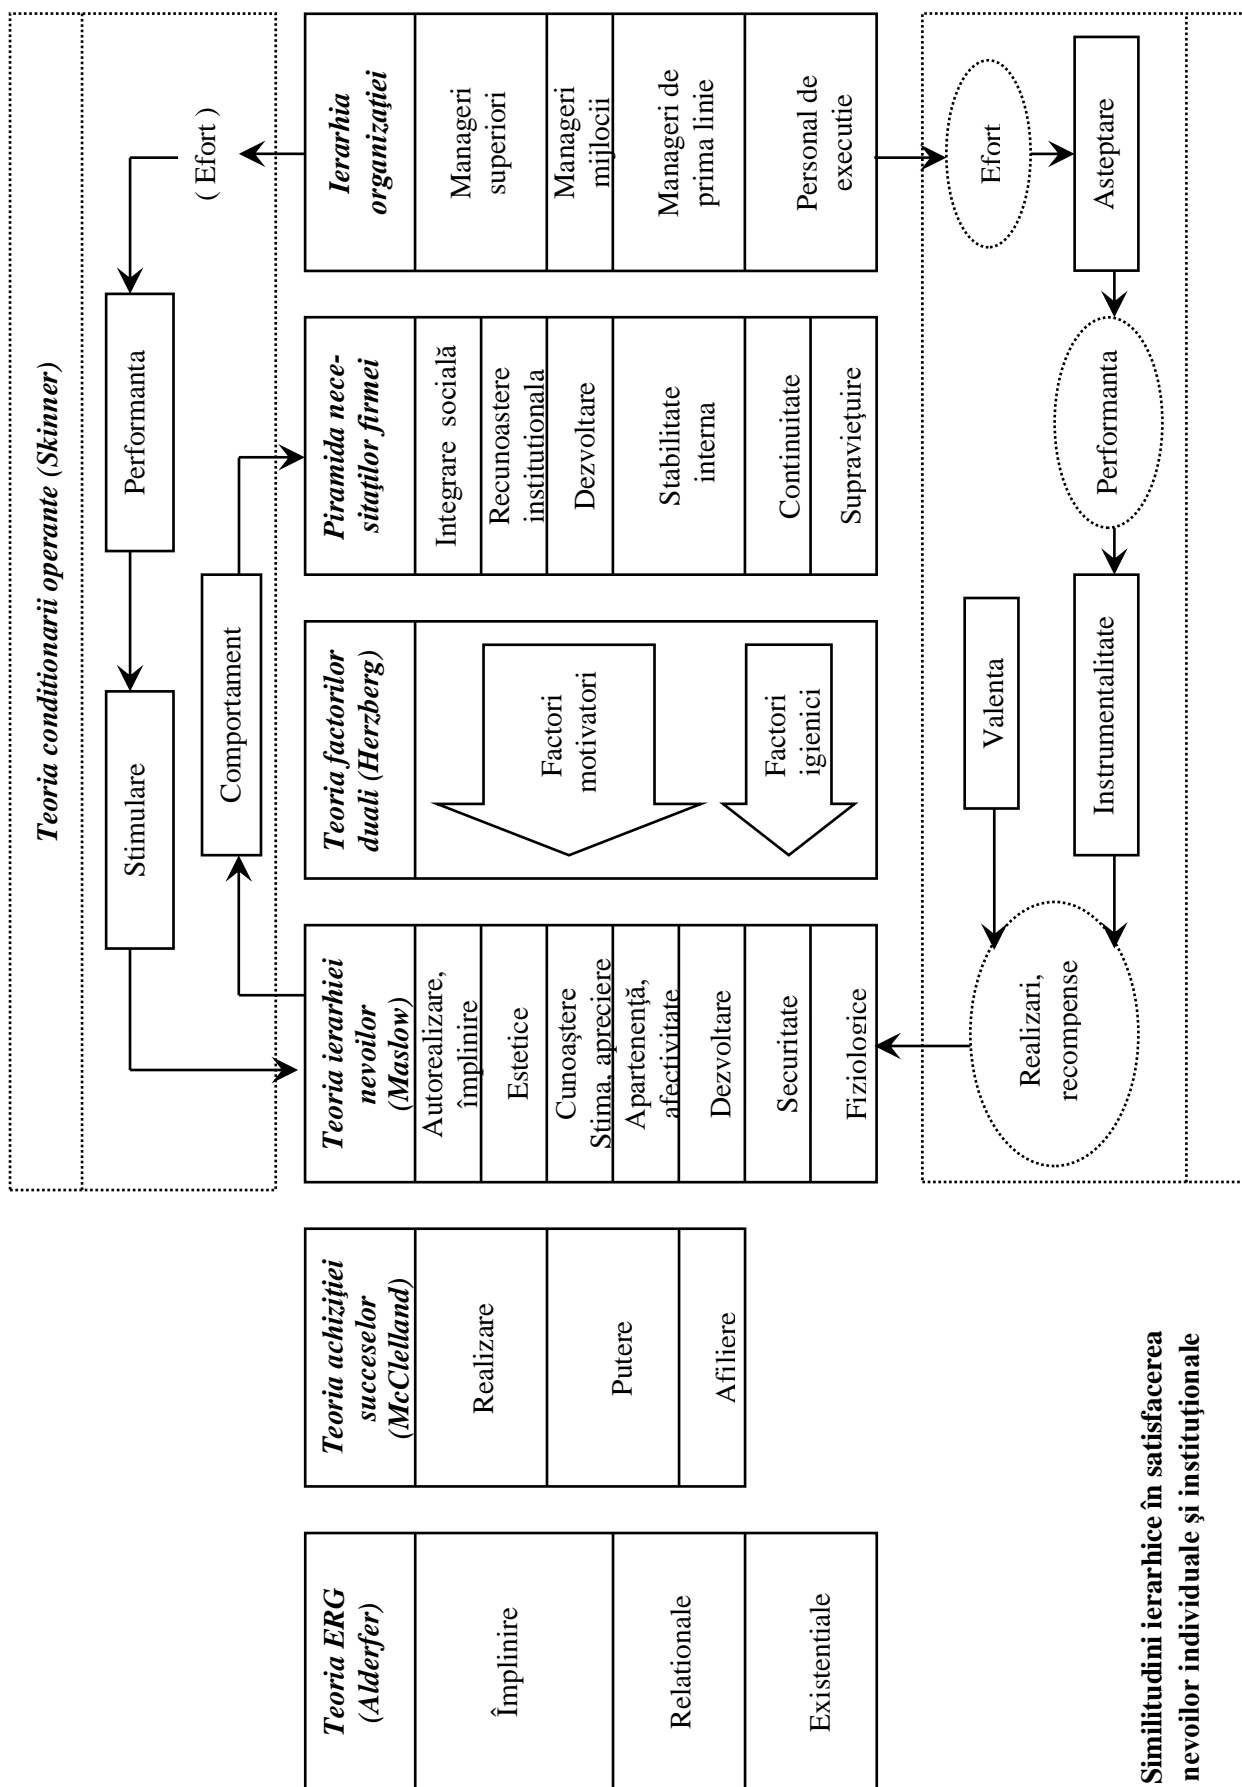 Teoria conditionarii operante (Skinner)
Stimulare
Performanta
( Efort )
Comportament
Teoria ERG
(Alderfer)
Împlinire
Relationale
Existentiale
Teoria achiziţiei
succeselor
(McClelland)
Realizare
Putere
Afiliere
Teoria ierarhiei
nevoilor
(Maslow)
Autorealizare,
împlinire
Estetice
Cunoaştere
Stima, apreciere
Apartenenţă,
afectivitate
Dezvoltare
Securitate
Fiziologice
Teoria factorilor
duali (Herzberg)
Factori
motivatori
Factori
igienici
Piramida nece-
sitaţilor firmei
Integrare socială
Recunoastere
institutionala
Dezvoltare
Stabilitate
interna
Continuitate
Supravieţuire
Ierarhia
organizaţiei
Manageri
superiori
Manageri
mijlocii
Manageri de
prima linie
Personal de
executie
Realizari,
recompense
Valenta
Instrumentalitate
Performanta
Efort
Asteptare
Similitudini ierarhice în satisfacerea
nevoilor individuale şi instituţionale